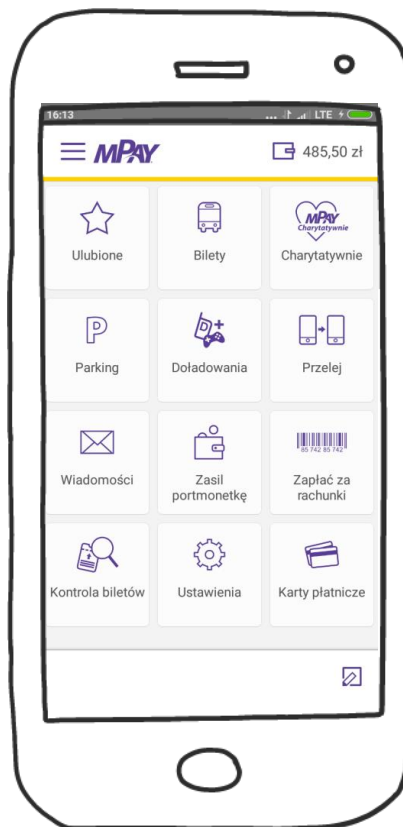 16:13
... LTE
mPAY
485,50 zł
Ulubione
Bilety
mPAY
Charytatywnie
Charytatywnie
P
Parking
D+
Doładowania
Przelej
Wiadomości
Zasil
portmonetkę
85 742 85 742
Zapłać za
rachunki
Kontrola biletów
Ustawienia
Karty płatnicze